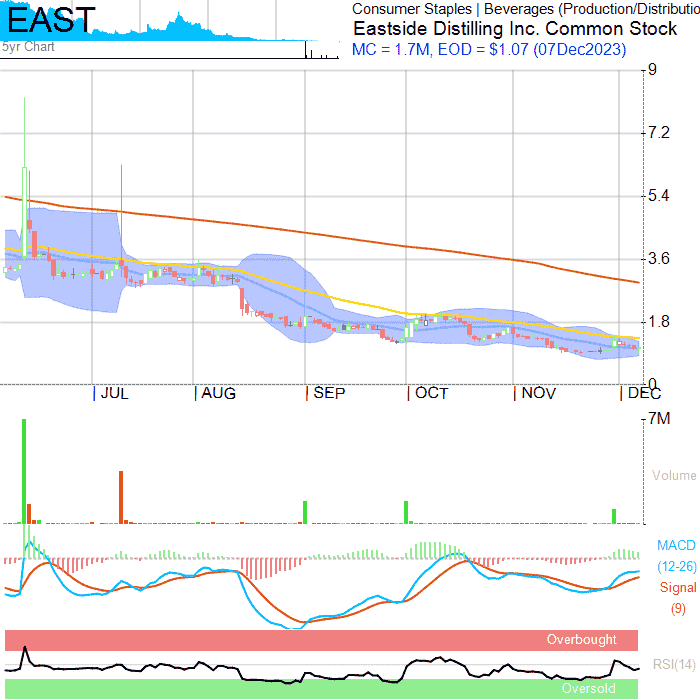 EAST
5yr Chart
Consumer Staples | Beverages (Production/Distributio
Eastside Distilling Inc. Common Stock
MC = 1.7M, EOD = $1.07 (07Dec2023)
9
7.2
5.4
3.6
1.8
0
JUL AUG SEP OCT NOV DEC
7M
Volume
MACD
(12-26)
Signal
(9)
Overbought
RSI(14)
Oversold